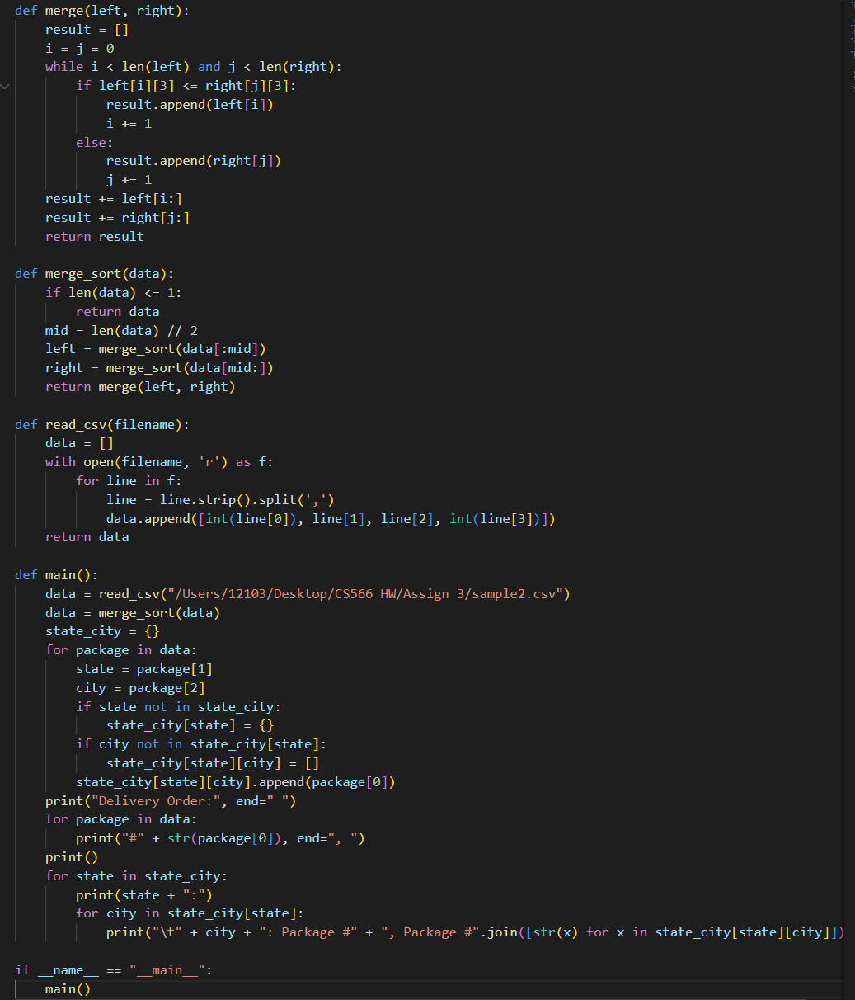 def merge(left, right):
    result = []
    i = j = 0
    while i < len(left) and j < len(right):
        if left[i][3] <= right[j][3]:
            result.append(left[i])
            i += 1
        else:
            result.append(right[j])
            j += 1
    result += left[i:]
    result += right[j:]
    return result

def merge_sort(data):
    if len(data) <= 1:
        return data
    mid = len(data) // 2
    left = merge_sort(data[:mid])
    right = merge_sort(data[mid:])
    return merge(left, right)

def read_csv(filename):
    data = []
    with open(filename, 'r') as f:
        for line in f:
            line = line.strip().split(',')
            data.append([int(line[0]), line[1], line[2], int(line[3])])
    return data

def main():
    data = read_csv("/Users/12103/Desktop/CS566 HW/Assign 3/sample2.csv")
    data = merge_sort(data)
    state_city = {}
    for package in data:
        state = package[1]
        city = package[2]
        if state not in state_city:
            state_city[state] = {}
        if city not in state_city[state]:
            state_city[state][city] = []
        state_city[state][city].append(package[0])
    print("Delivery Order:", end=" ")
    for package in data:
        print("#" + str(package[0]), end=", ")
    print()
    for state in state_city:
        print(state + ":")
        for city in state_city[state]:
            print("\t" + city + ": Package #" + ", Package #".join([str(x) for x in state_city[state][city]])

if __name__ == "__main__":
    main()